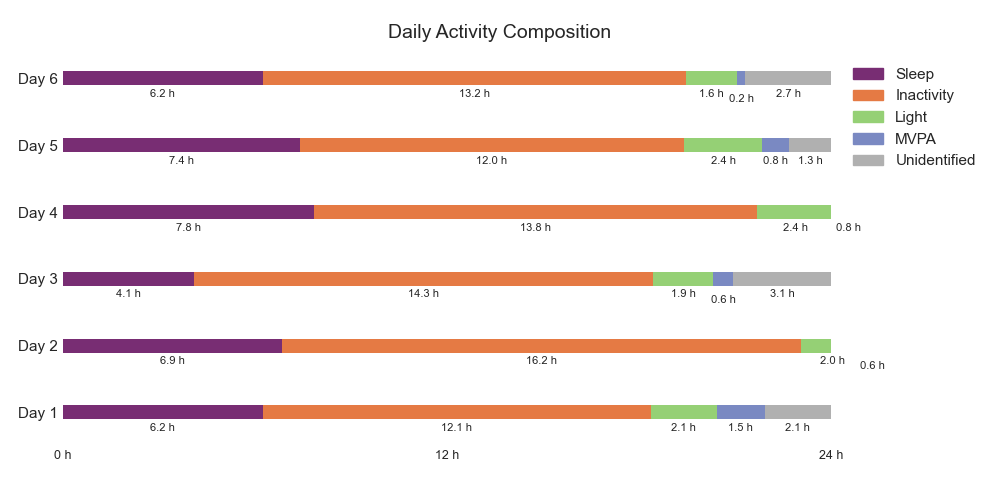 Daily Activity Composition
Day 6
6.2 h 13.2 h 1.6 h 0.2 h 2.7 h
Day 5
7.4 h 12.0 h 2.4 h 0.8 h 1.3 h
Day 4
7.8 h 13.8 h 2.4 h 0.8 h
Day 3
4.1 h 14.3 h 1.9 h 0.6 h 3.1 h
Day 2
6.9 h 16.2 h 2.0 h 0.6 h
Day 1
6.2 h 12.1 h 2.1 h 1.5 h 2.1 h
0 h 12 h 24 h
Sleep
Inactivity
Light
MVPA
Unidentified